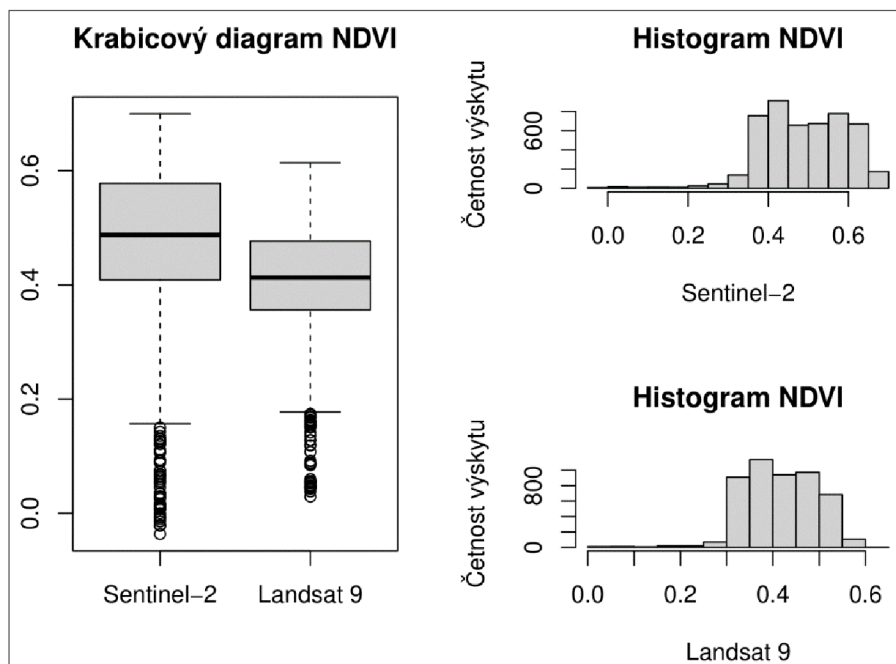 Krabicový diagram NDVI
0.6
0.4
0.2
0.0
Sentinel−2 Landsat 9
Histogram NDVI
Četnost výskytu
600
0
0.0 0.2 0.4 0.6
Sentinel−2
Histogram NDVI
Četnost výskytu
800
0
0.0 0.2 0.4 0.6
Landsat 9